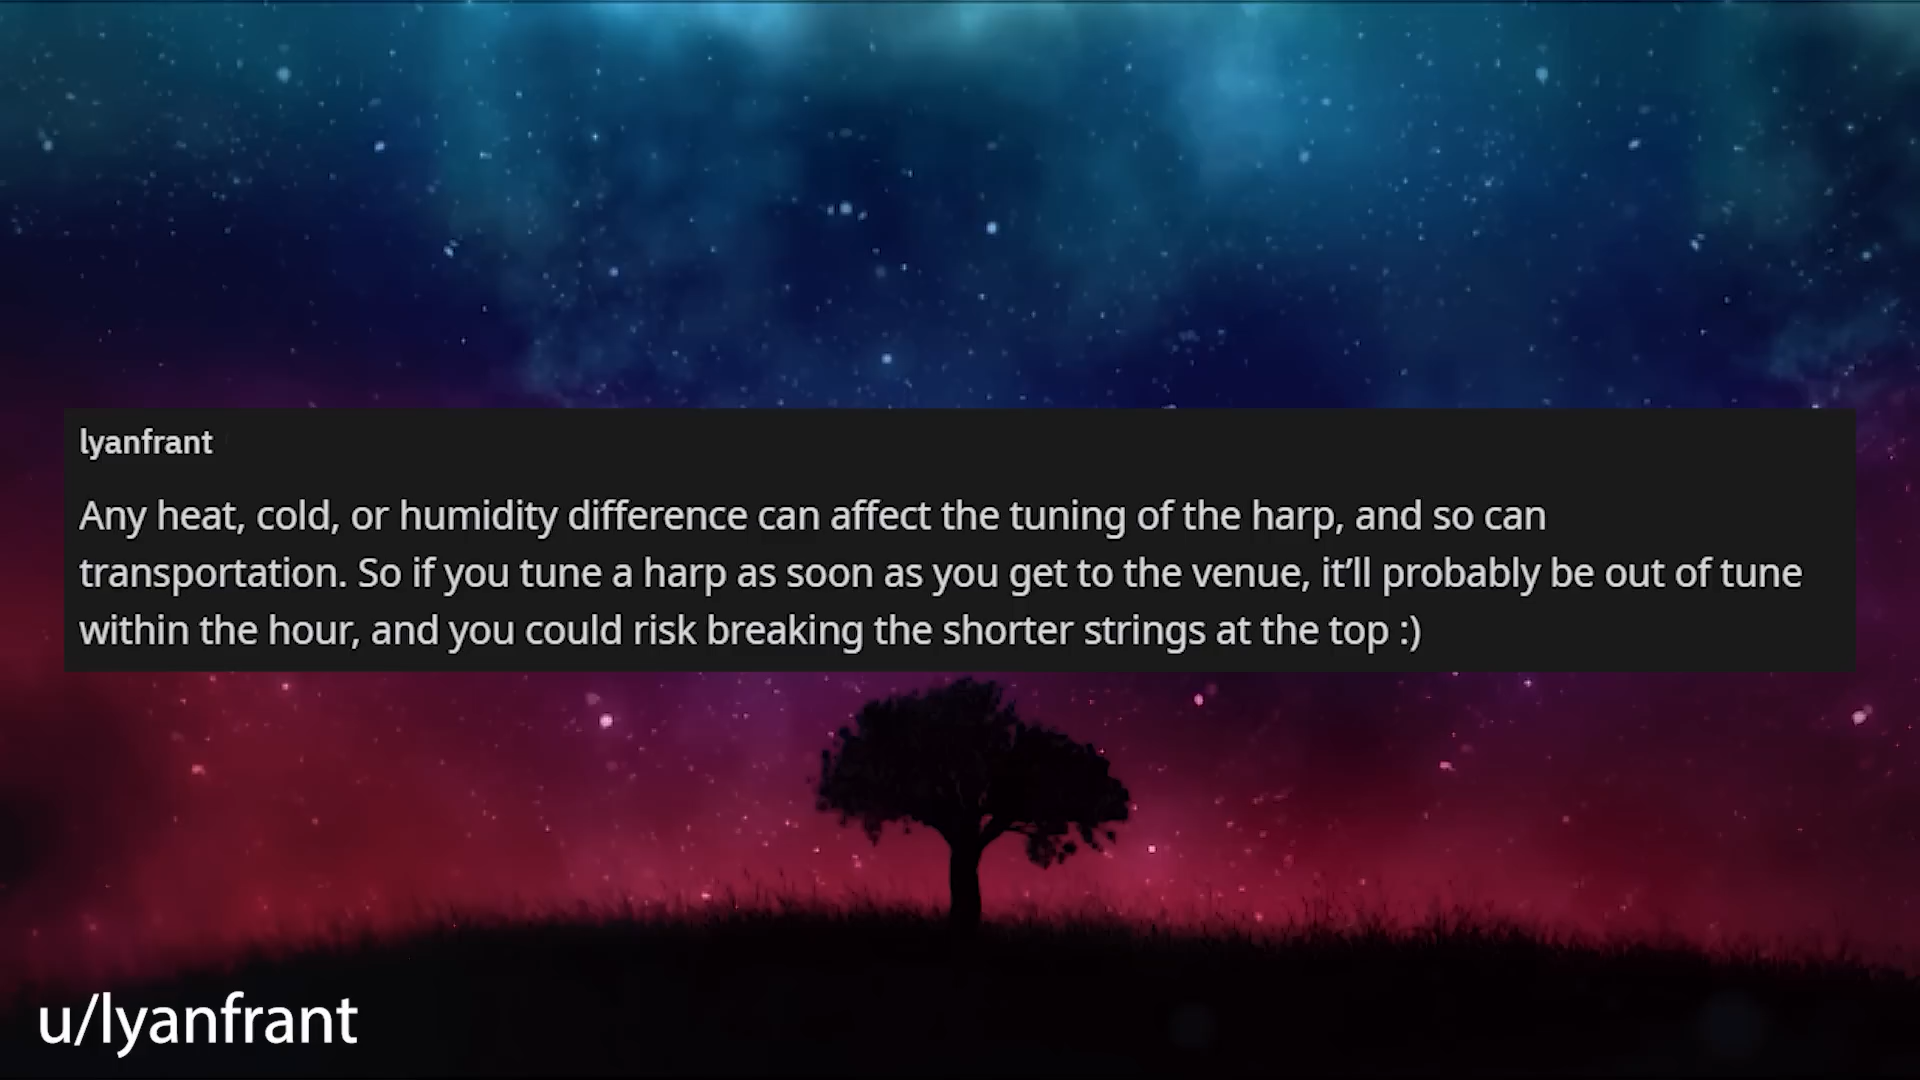 lyanfrant
Any heat, cold, or humidity difference can affect the tuning of the harp, and so can
transportation. So if you tune a harp as soon as you get to the venue, it’ll probably be out of tune
within the hour, and you could risk breaking the shorter strings at the top :)
u/lyanfrant